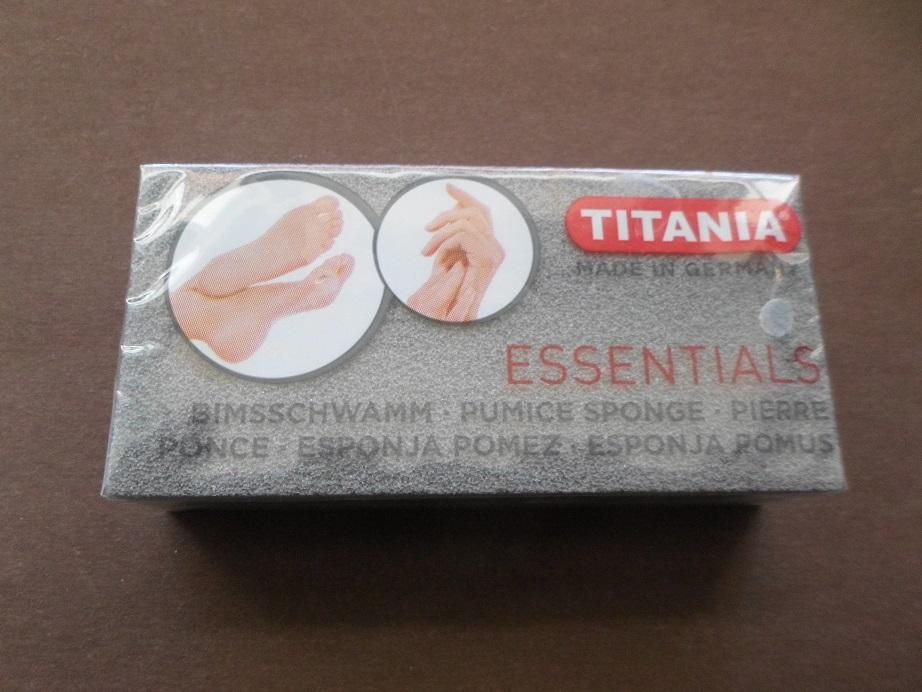 TITANIA®
MADE IN GERMANY
ESSENTIALS
BIMSSCHWAMM · PUMICE SPONGE · PIERRE
PONCE · ESPONJA POMEZ · ESPONJA POMUS